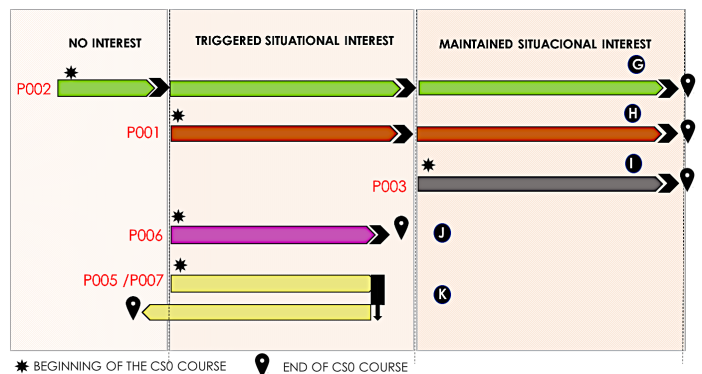 NO INTEREST
TRIGGERED SITUATIONAL INTEREST
MAINTAINED SITUACIONAL INTEREST
G
P002
H
P001
I
P003
P006
J
P005 /P007
K
BEGINNING OF THE CS0 COURSE
END OF CS0 COURSE